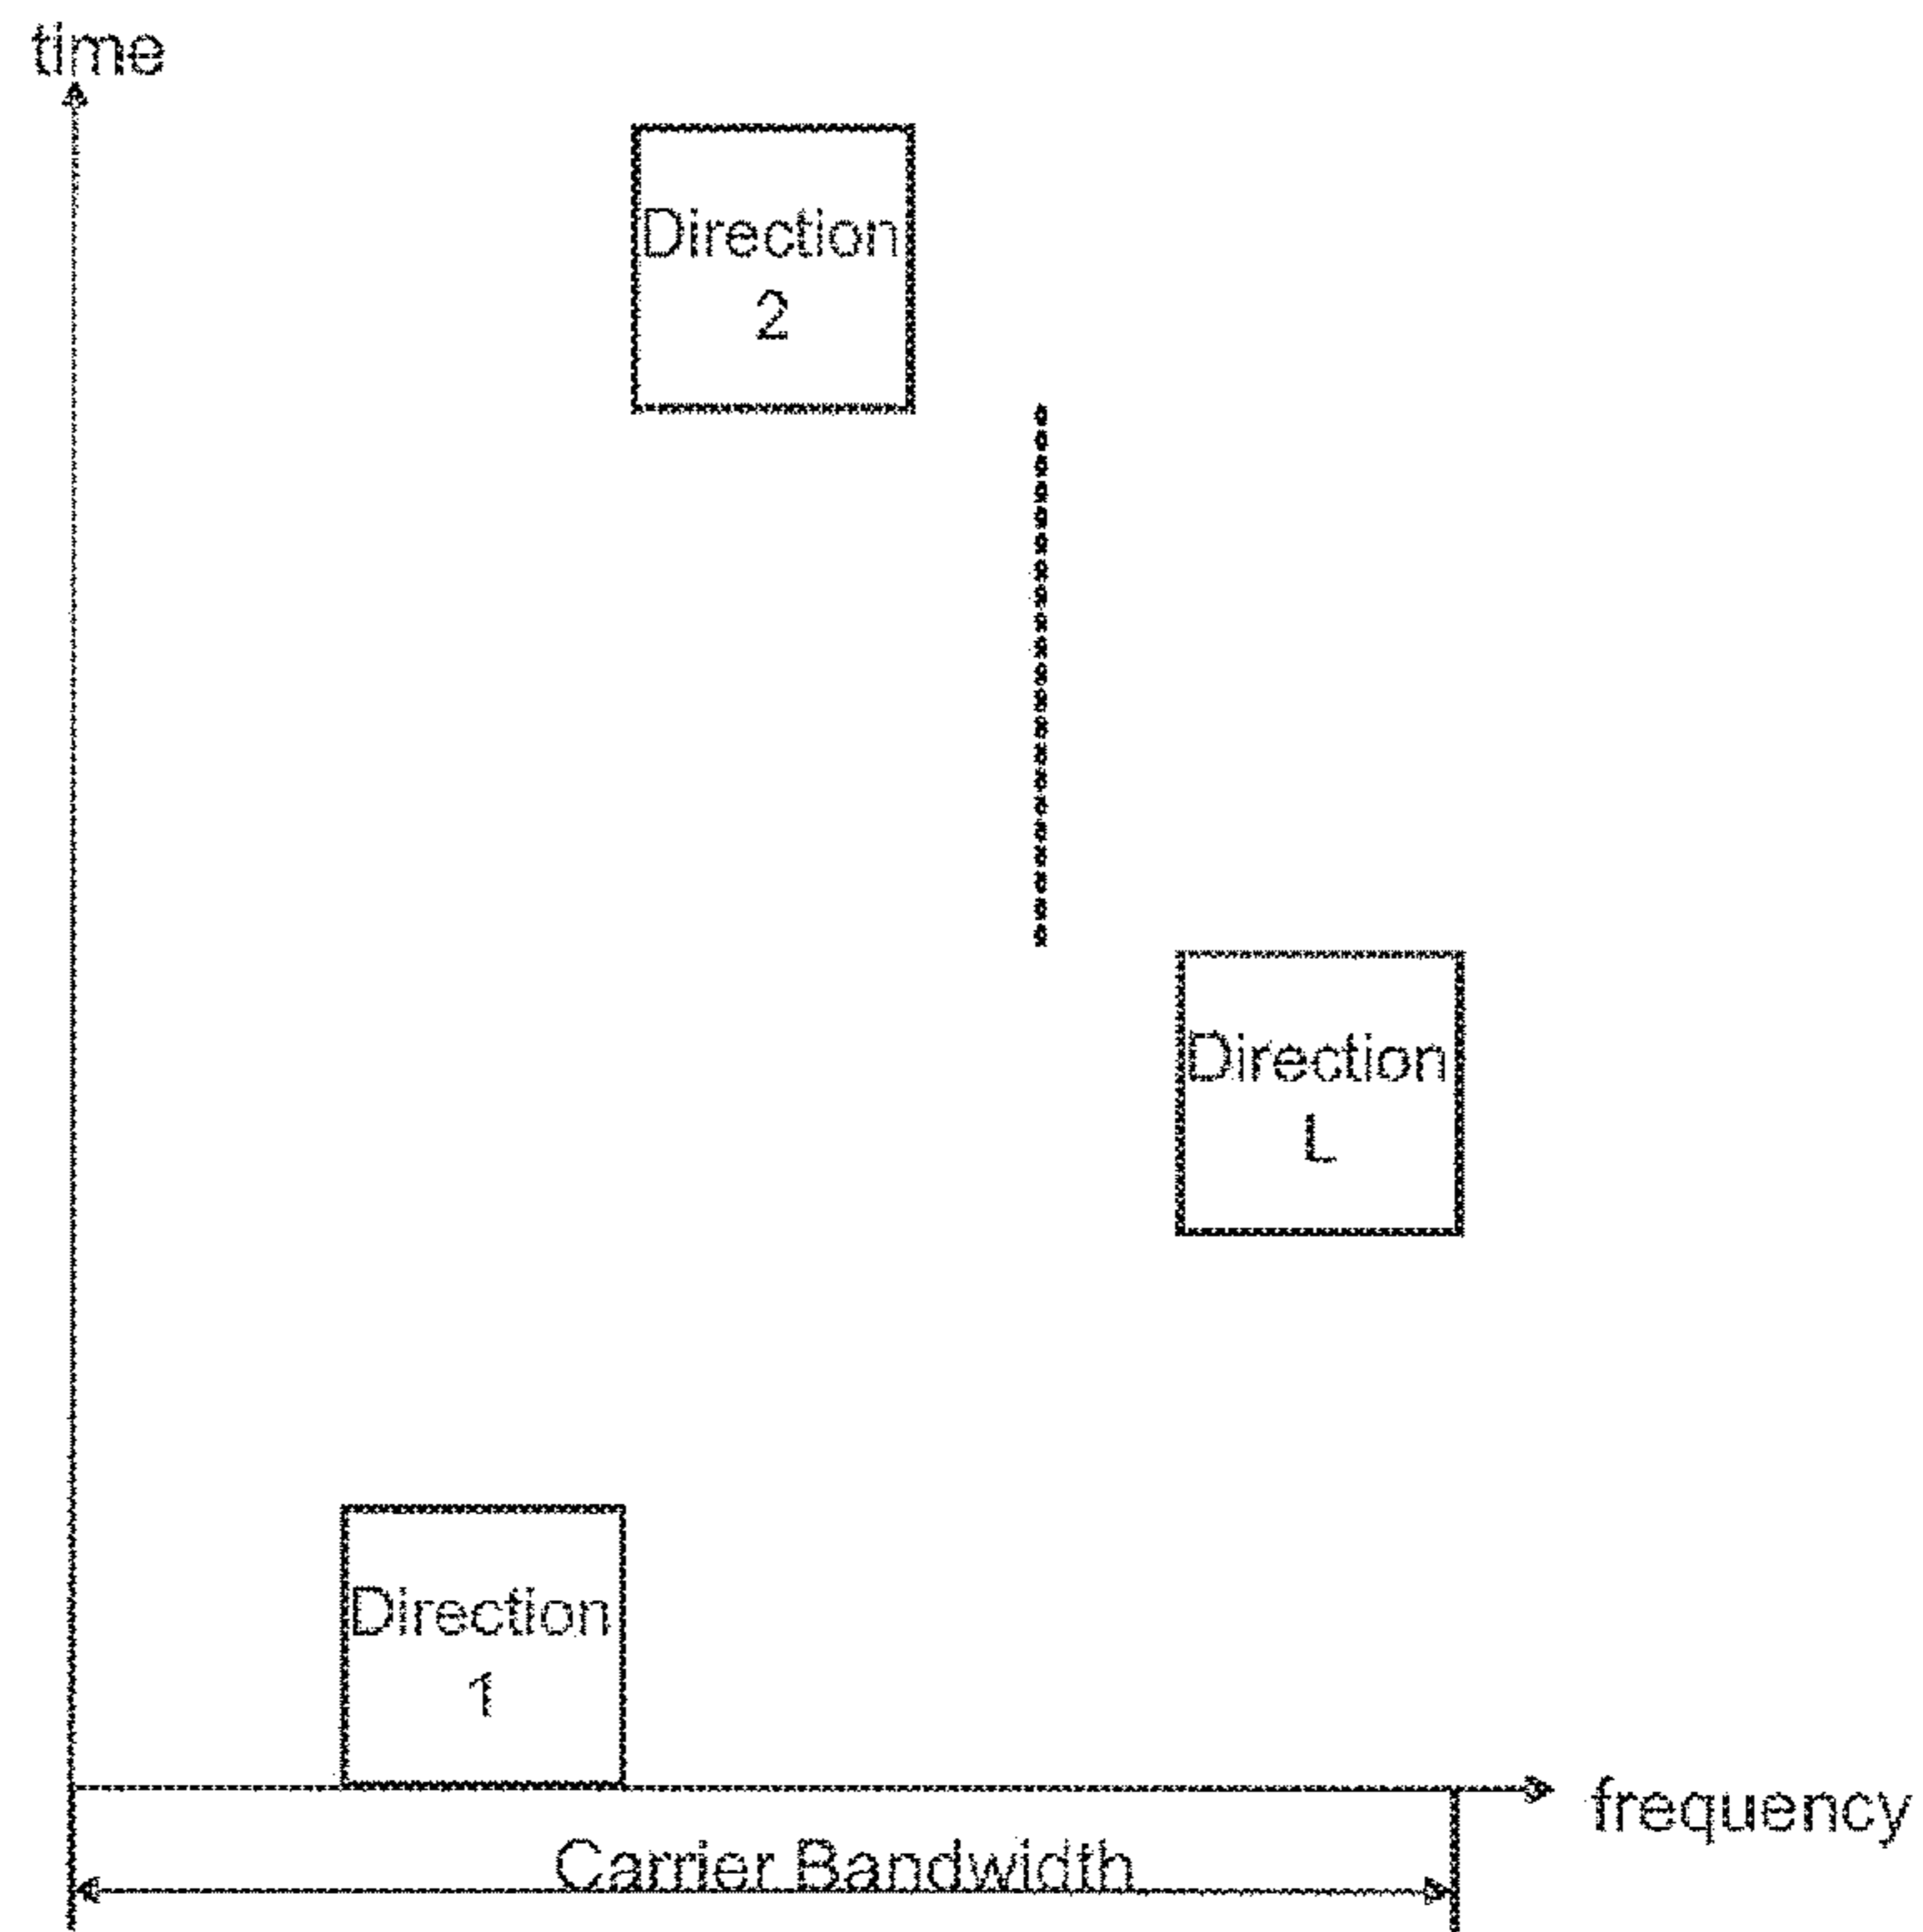 time
Direction
2
Direction
L
Direction
1
frequency
Carrier Bandwidth